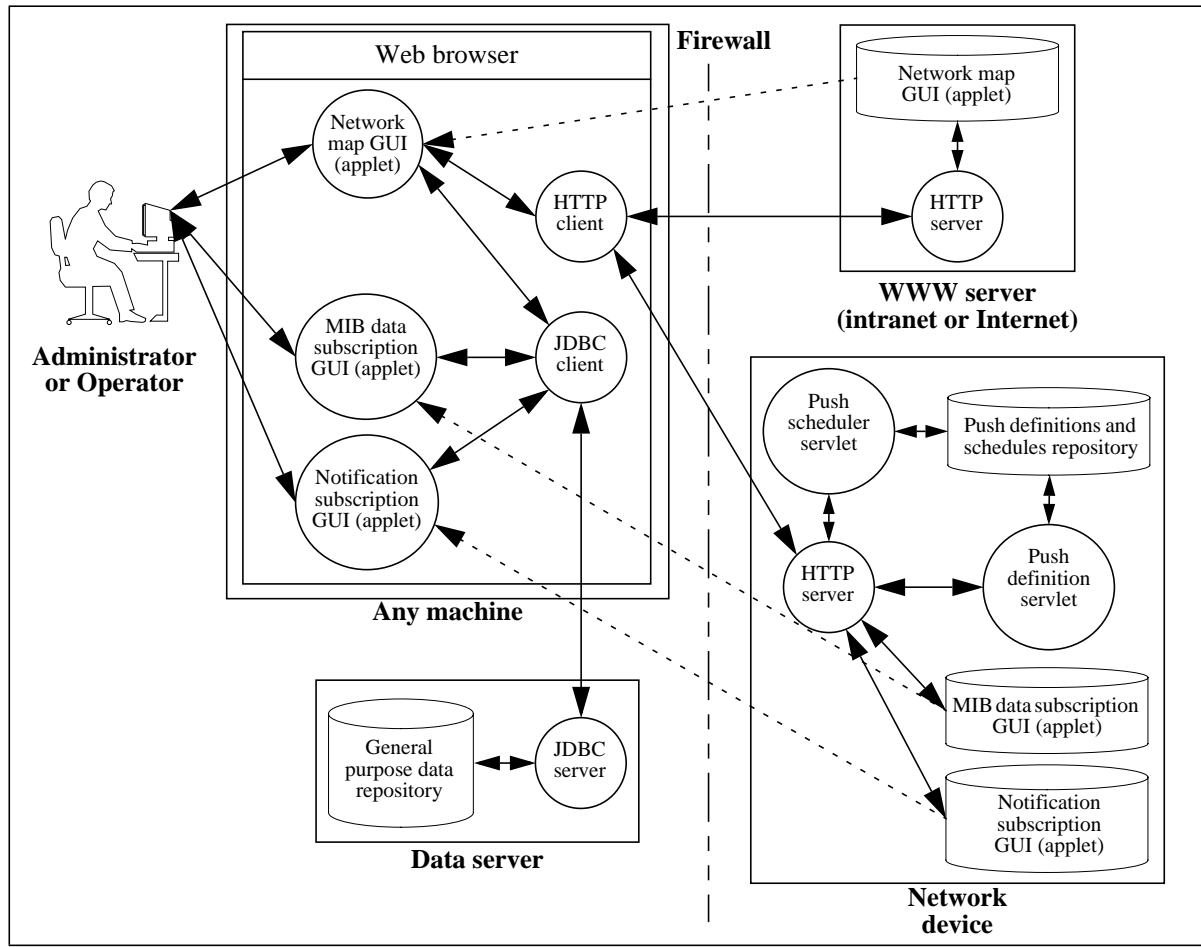 Web browser
Firewall
Network map
GUI (applet)
Network
map GUI
(applet)
HTTP
client
HTTP
server
WWW server
(intranet or Internet)
Administrator
or Operator
MIB data
subscription
GUI (applet)
JDBC
client
Push
scheduler
servlet
Push definitions and
schedules repository
Notification
subscription
GUI (applet)
HTTP
server
Push
definition
servlet
Any machine
MIB data subscription
GUI (applet)
General
purpose data
repository
JDBC
server
Notification
subscription
GUI (applet)
Data server
Network
device